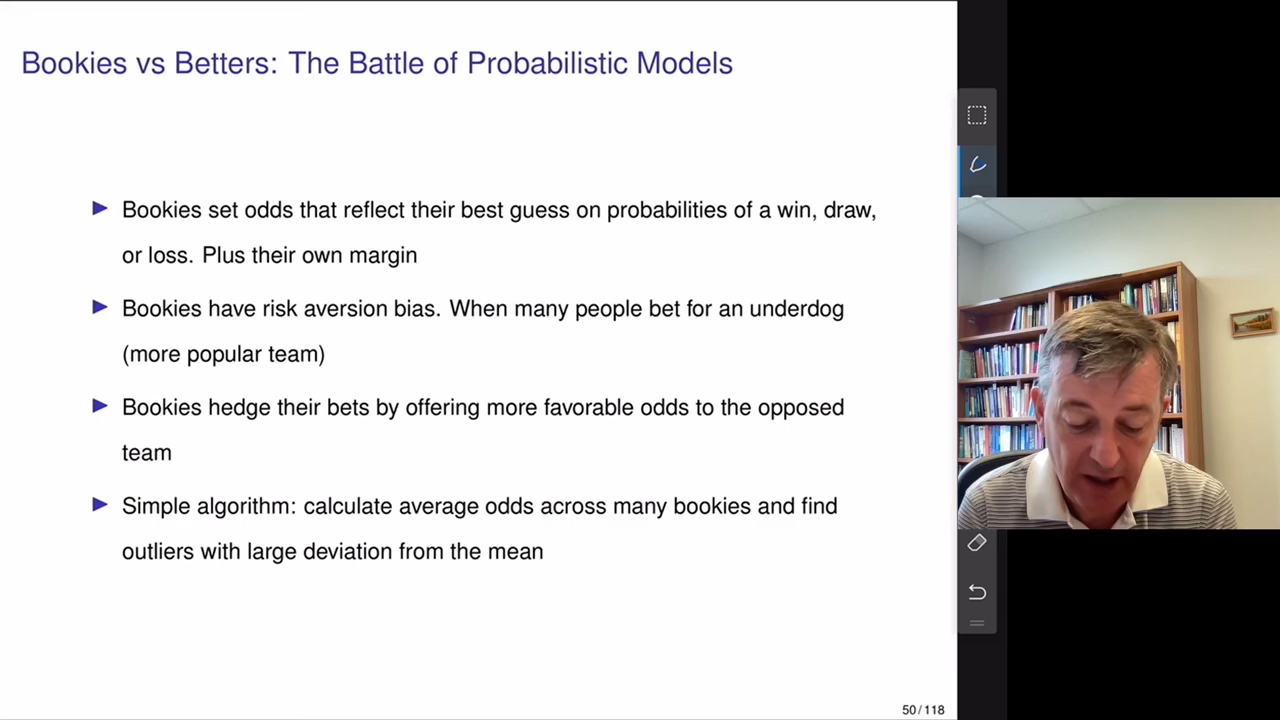 Bookies vs Betters: The Battle of Probabilistic Models
▶ Bookies set odds that reflect their best guess on probabilities of a win, draw,
or loss. Plus their own margin
▶ Bookies have risk aversion bias. When many people bet for an underdog
(more popular team)
▶ Bookies hedge their bets by offering more favorable odds to the opposed
team
▶ Simple algorithm: calculate average odds across many bookies and find
outliers with large deviation from the mean
50 / 118